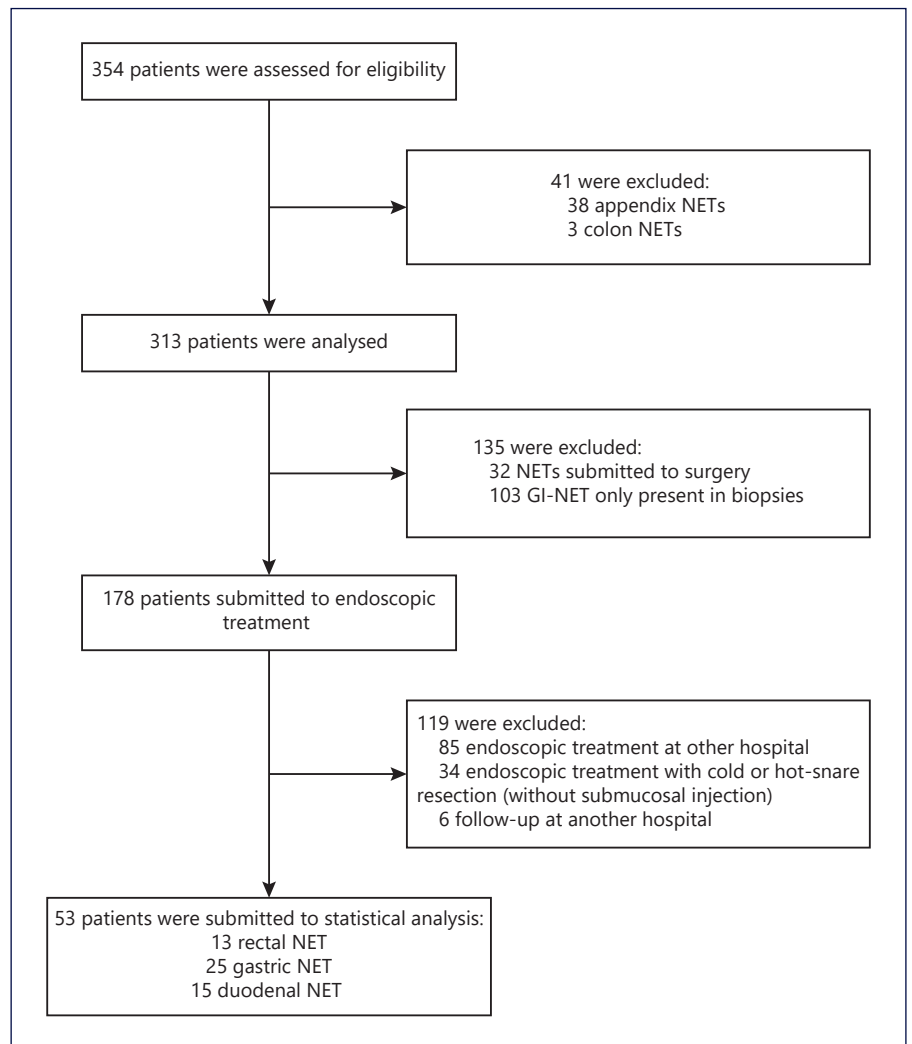 354 patients were assessed for eligibility
41 were excluded:
38 appendix NETs
3 colon NETs
313 patients were analysed
135 were excluded:
32 NETs submitted to surgery
103 GI-NET only present in biopsies
178 patients submitted to endoscopic
treatment
119 were excluded:
85 endoscopic treatment at other hospital
34 endoscopic treatment with cold or hot-snare
resection (without submucosal injection)
6 follow-up at another hospital
53 patients were submitted to statistical analysis:
13 rectal NET
25 gastric NET
15 duodenal NET